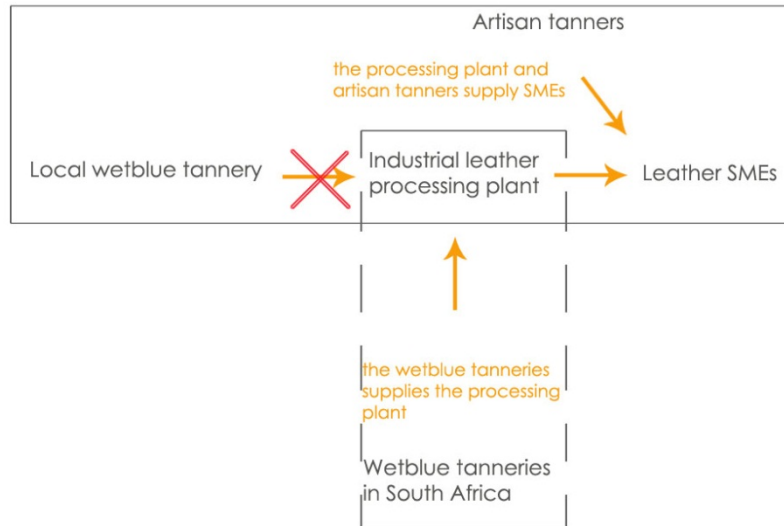 Artisan tanners
the processing plant and
artisan tanners supply SMEs
Local wetblue tannery
Industrial leather
processing plant
Leather SMEs
the wetblue tanneries
supplies the processing
plant
Wetblue tanneries
in South Africa